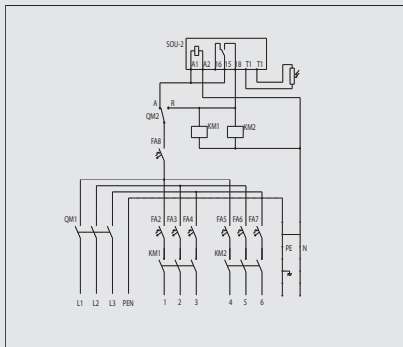 SOU-2
A1 A2 16 15 18 T1 T1
A R
QM2
KM1 KM2
FA8
QM1 FA2 FA3 FA4 FA5 FA6 FA7
KM1 KM2 PE N
L1 L2 L3 PEN 1 2 3 4 5 6